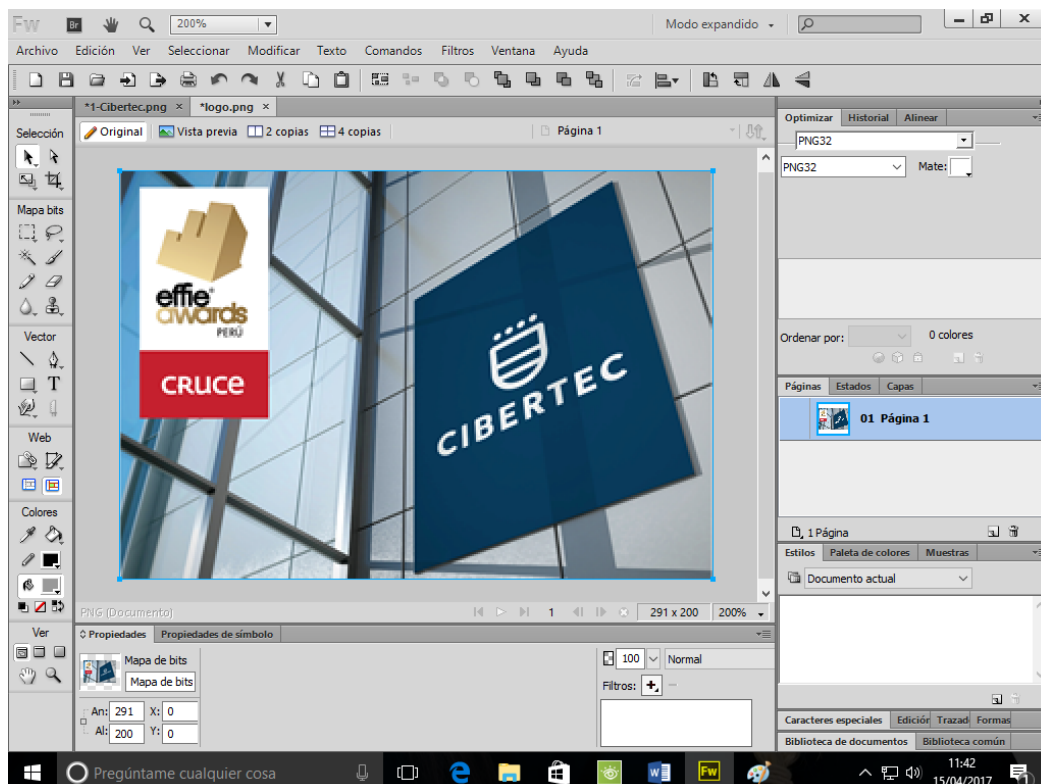 Fw Br 200% Modo expandido
Archivo Edición Ver Seleccionar Modificar Texto Comandos Filtros Ventana Ayuda
*1-Cibertec.png × *logo.png ×
Original Vista previa 2 copias 4 copias Página 1
Selección
Mapa bits
Vector
Web
Colores
Ver
effie
awards
PERÚ
CRUCE
CIBERTEC
PNG (Documento) 1 291 x 200 200%
Propiedades Propiedades de símbolo
Mapa de bits
Mapa de bits
An: 291 X: 0
Al: 200 Y: 0
100 Normal
Filtros:
Optimizar Historial Alinear
PNG32
PNG32 Mate:
Ordenar por: 0 colores
Páginas Estados Capas
01 Página 1
1 Página
Estilos Paleta de colores Muestras
Documento actual
Caracteres especiales Edición Trazad Formas
Biblioteca de documentos Biblioteca común
Pregúntame cualquier cosa
Fw
11:42
15/04/2017